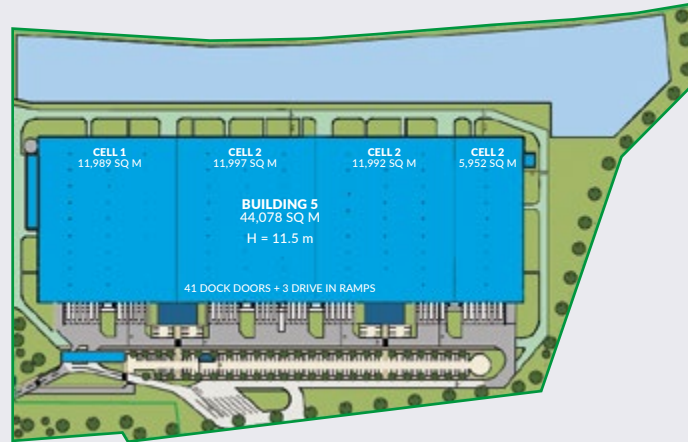 CELL 1
11,989 SQ M
CELL 2
11,997 SQ M
CELL 2
11,992 SQ M
CELL 2
5,952 SQ M
BUILDING 5
44,078 SQ M
H = 11.5 m
41 DOCK DOORS + 3 DRIVE IN RAMPS